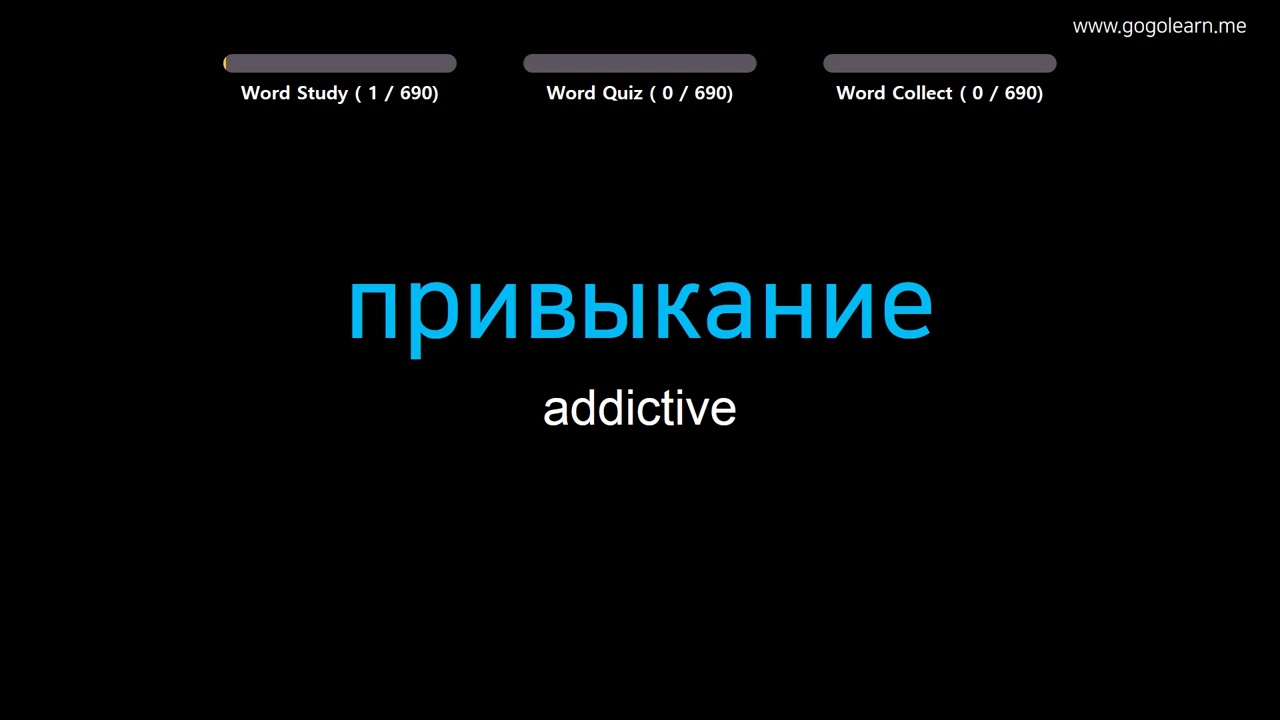 www.gogolearn.me
Word Study ( 1 / 690)
Word Quiz ( 0 / 690)
Word Collect ( 0 / 690)
привыкание
addictive